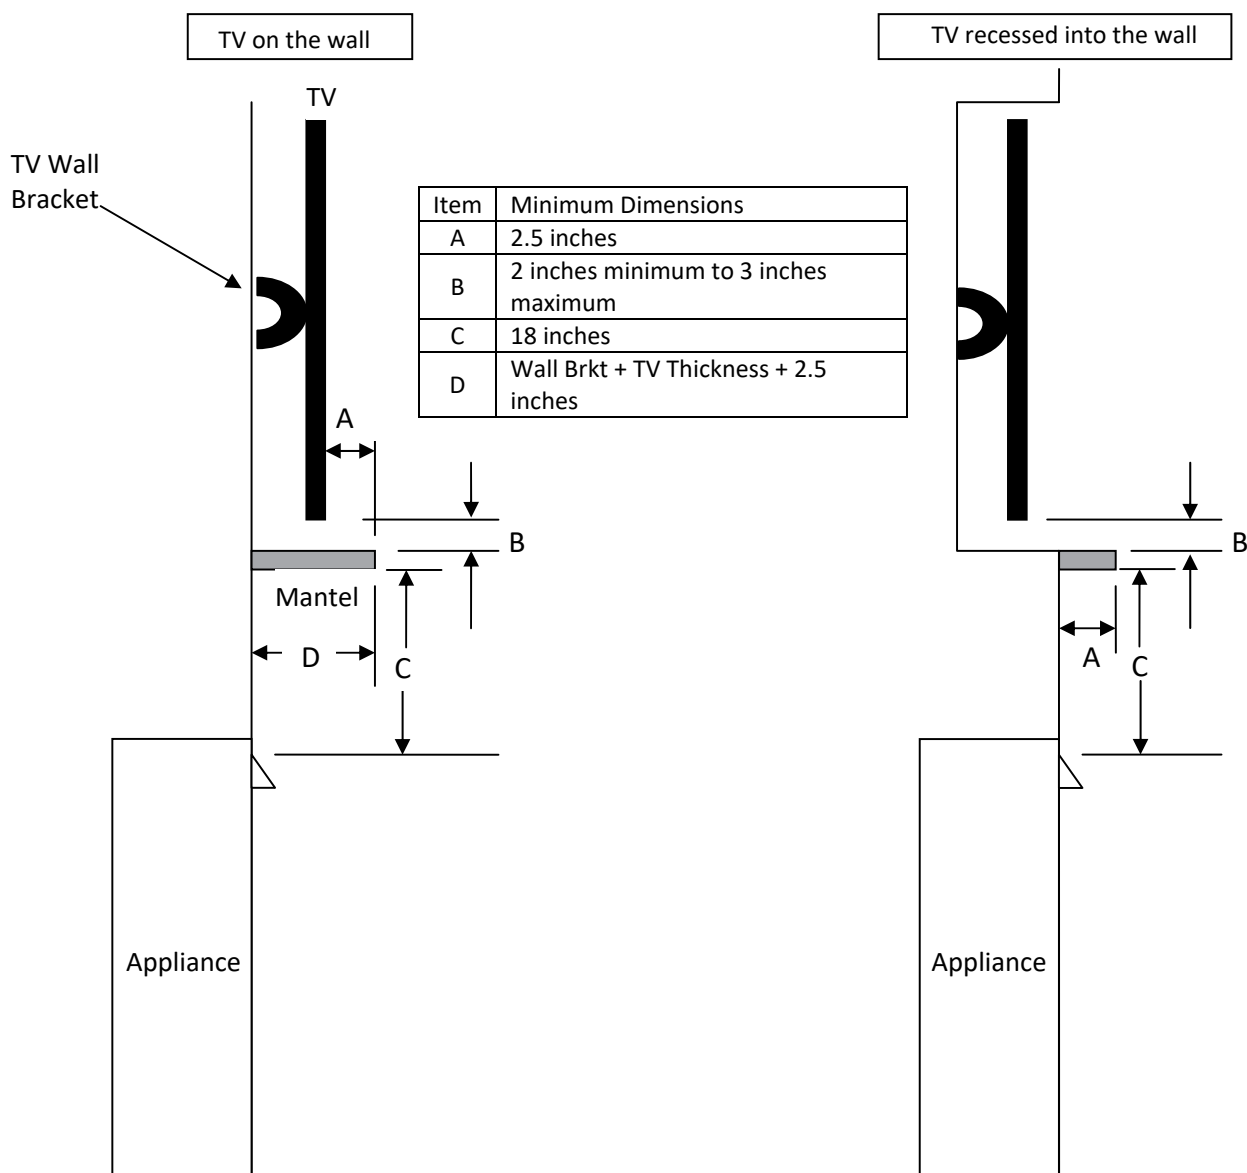 TV on the wall
TV recessed into the wall
TV
TV Wall
Bracket
Item Minimum Dimensions
A 2.5 inches
B 2 inches minimum to 3 inches
maximum
C 18 inches
D Wall Brkt + TV Thickness + 2.5
inches
A
B
Mantel
D
C
Appliance
B
A
C
Appliance